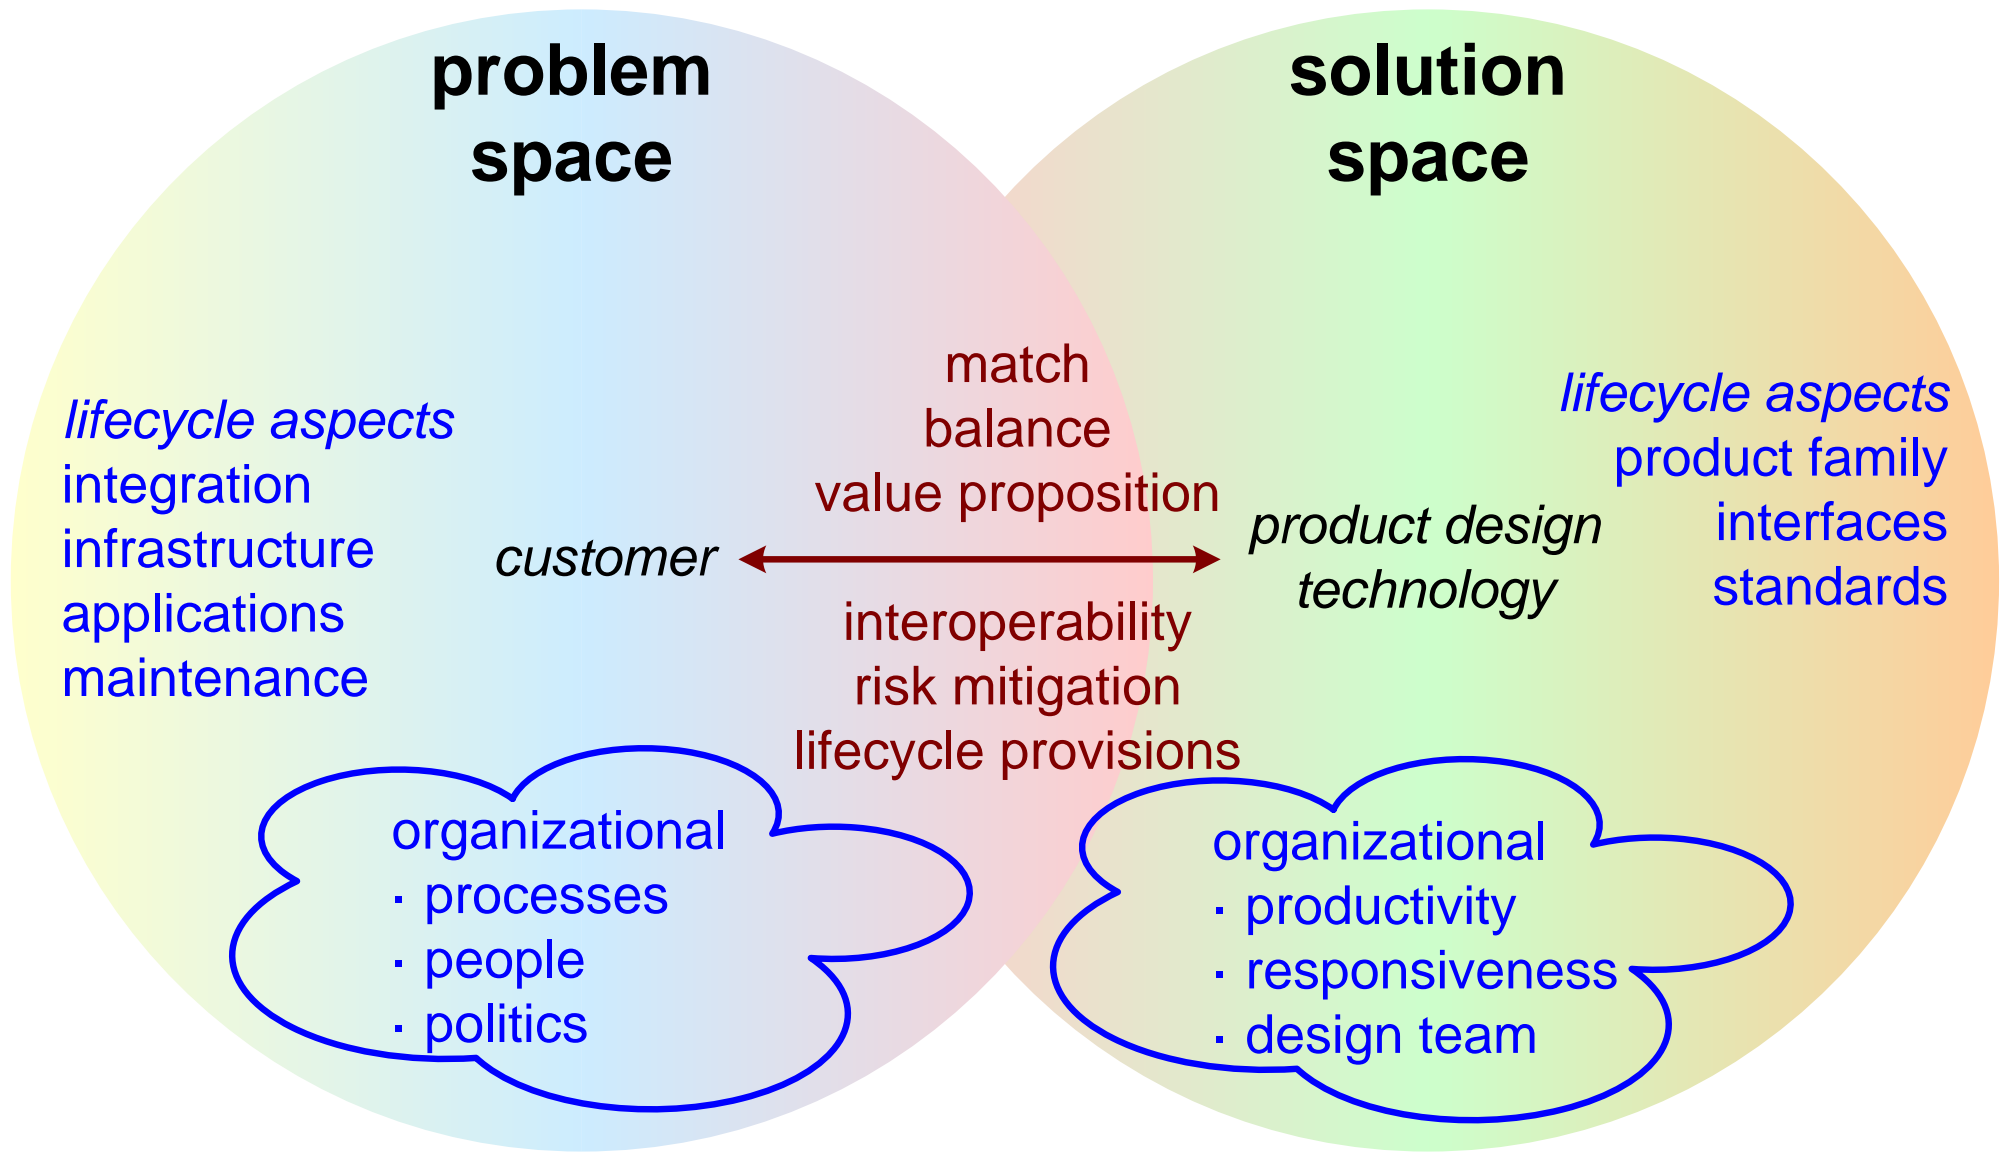 problem
space
solution
space
lifecycle aspects
integration
infrastructure
applications
maintenance
customer
match
balance
value proposition
interoperability
risk mitigation
lifecycle provisions
product design
technology
lifecycle aspects
product family
interfaces
standards
organizational
· processes
· people
· politics
organizational
· productivity
· responsiveness
· design team